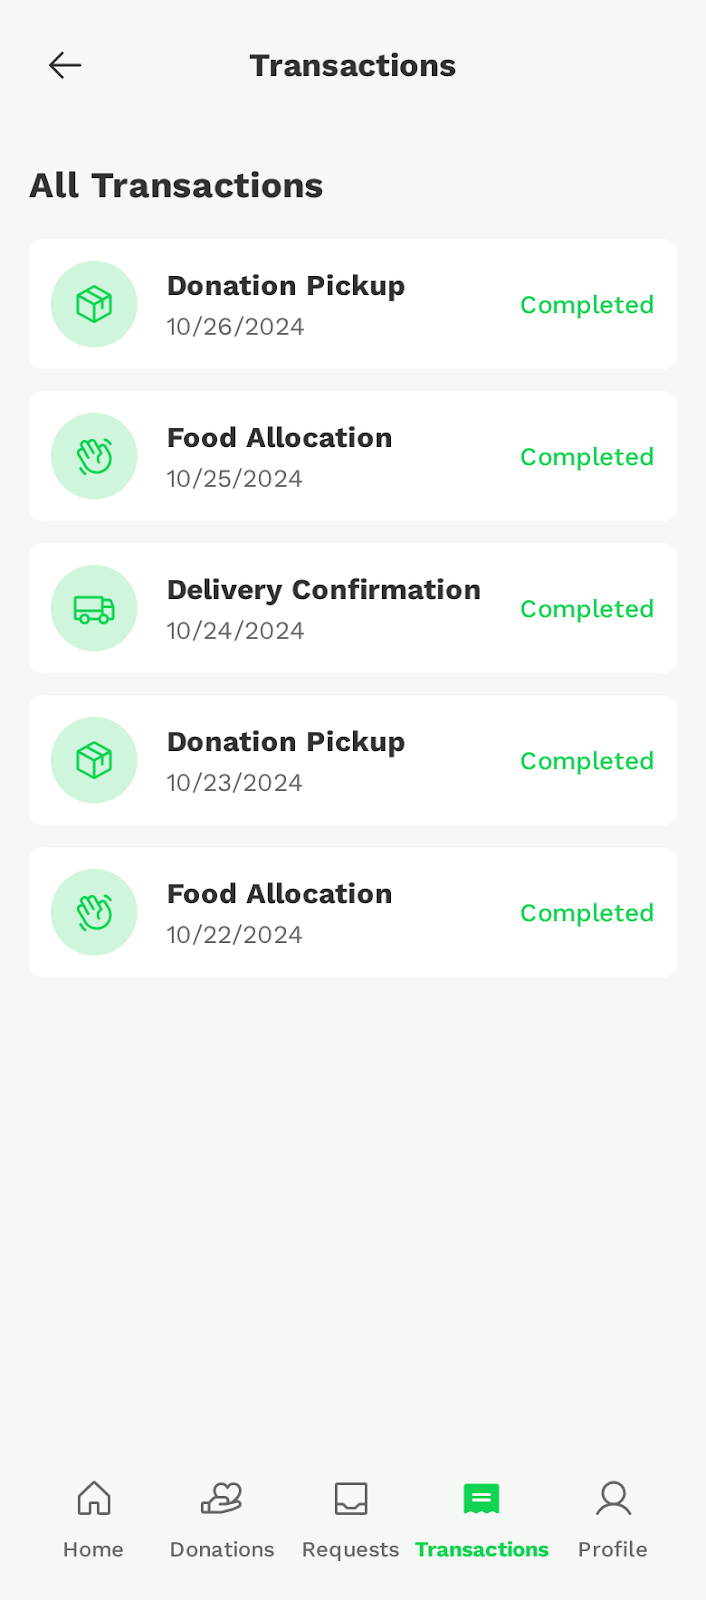 Transactions
All Transactions
Donation Pickup
10/26/2024
Completed
Food Allocation
10/25/2024
Completed
Delivery Confirmation
10/24/2024
Completed
Donation Pickup
10/23/2024
Completed
Food Allocation
10/22/2024
Completed
Home Donations Requests Transactions Profile